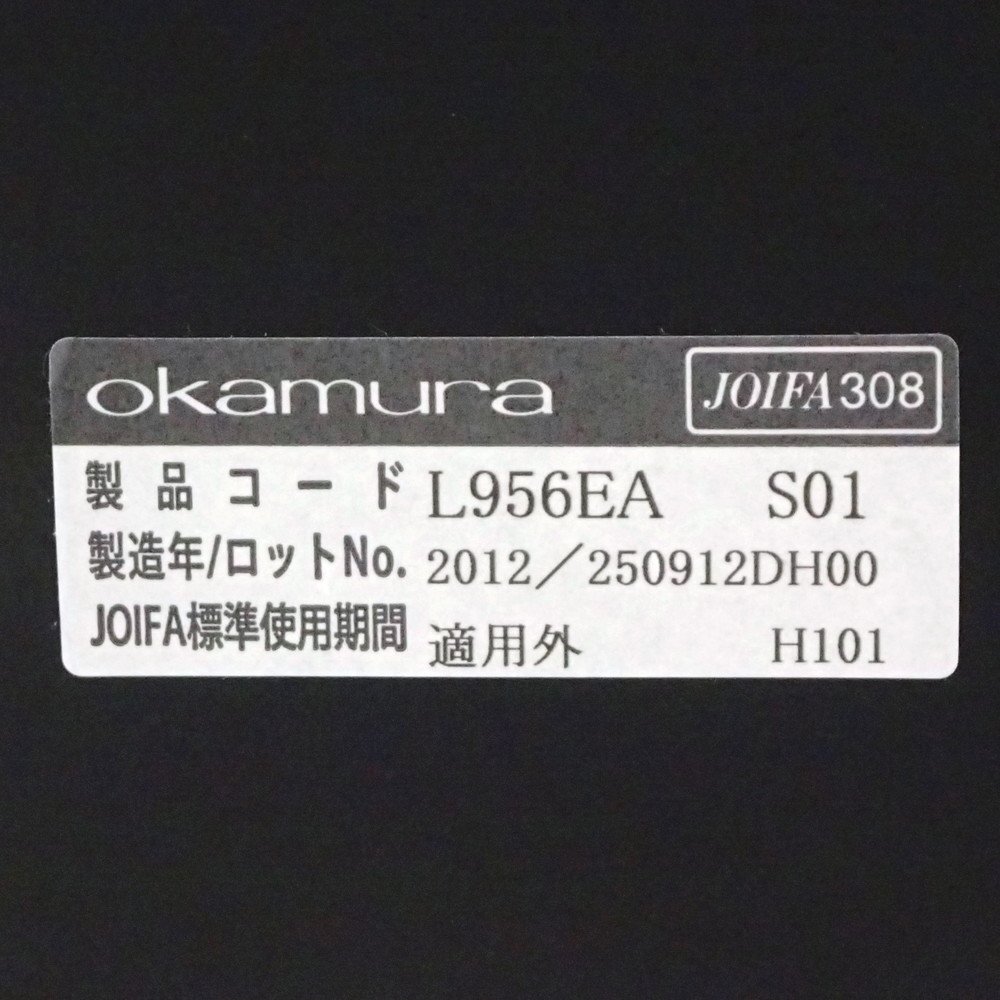 okamura JOIFA308
製品コード L956EA S01
製造年/ロットNo. 2012／250912DH00
JOIFA標準使用期間 適用外 H101